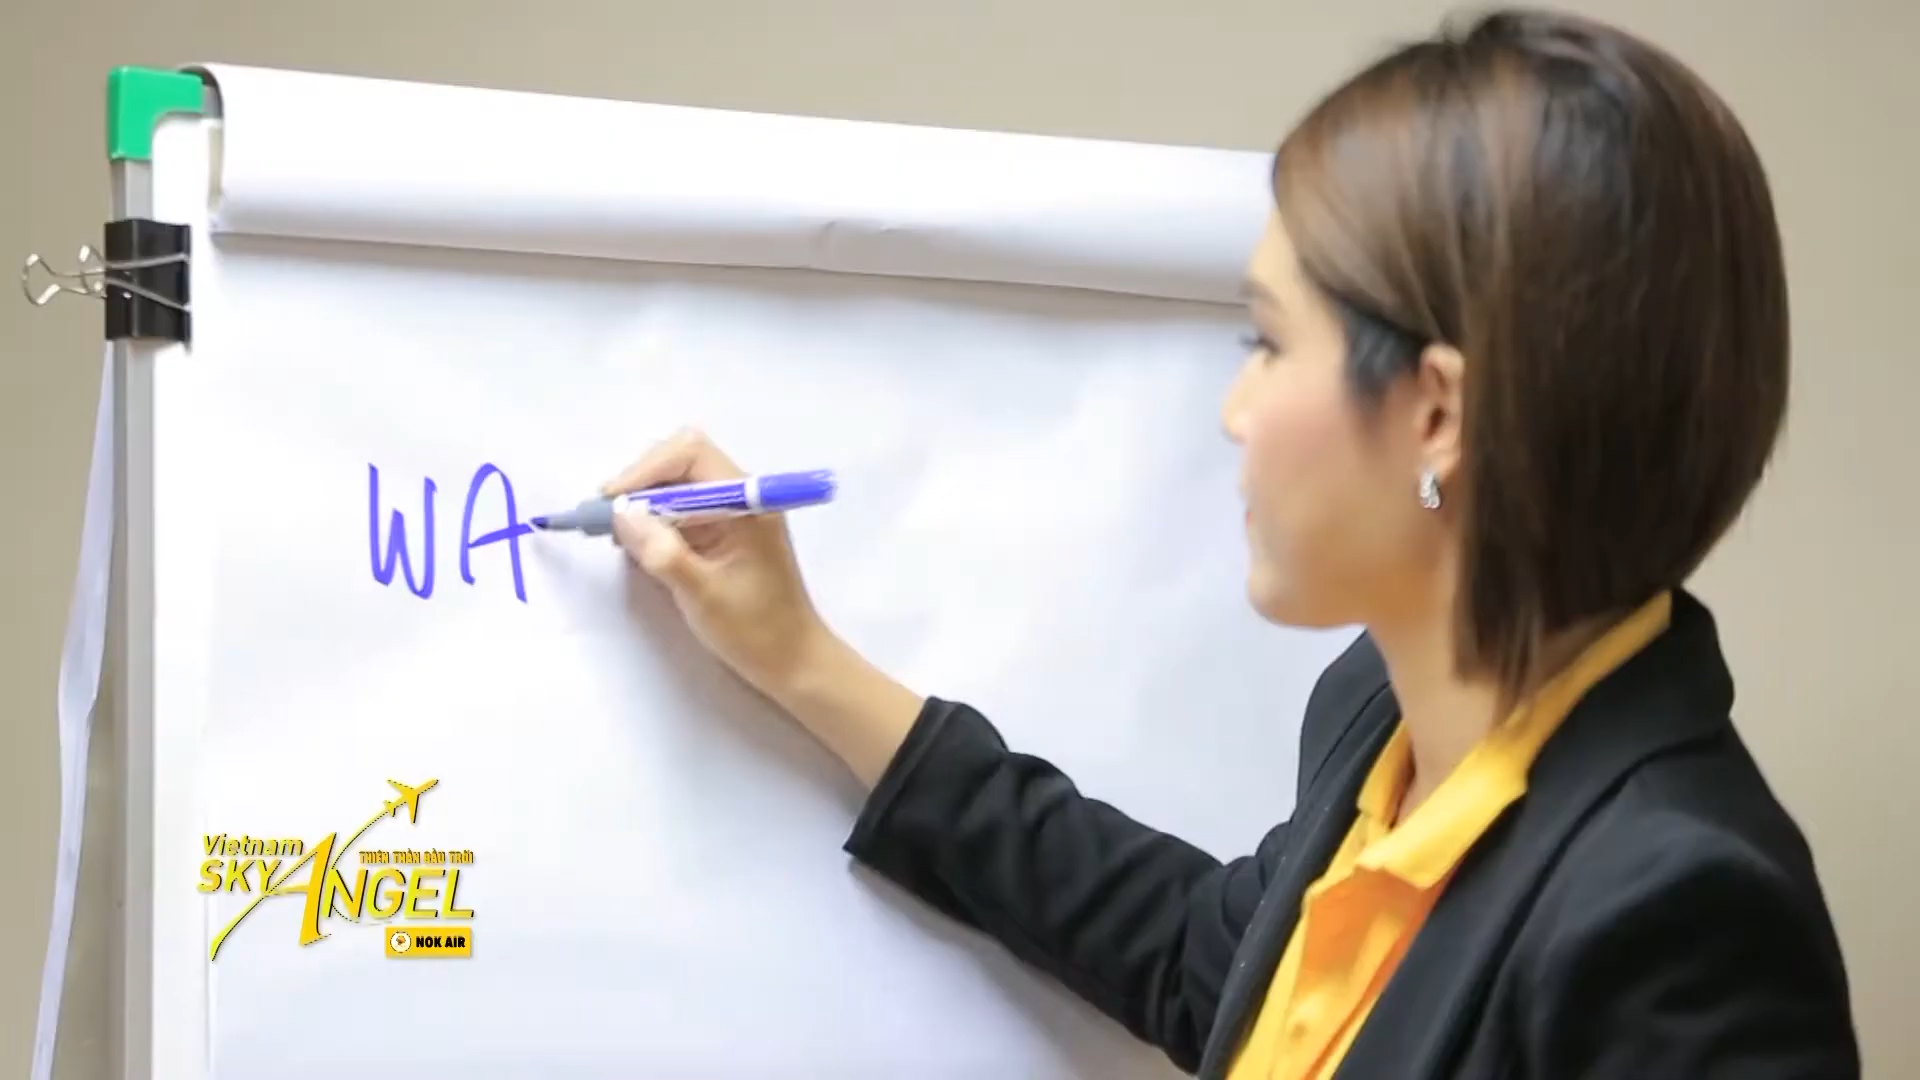 WA
Vietnam
SKY ANGEL
THIÊN THẦN BẦU TRỜI
NOK AIR